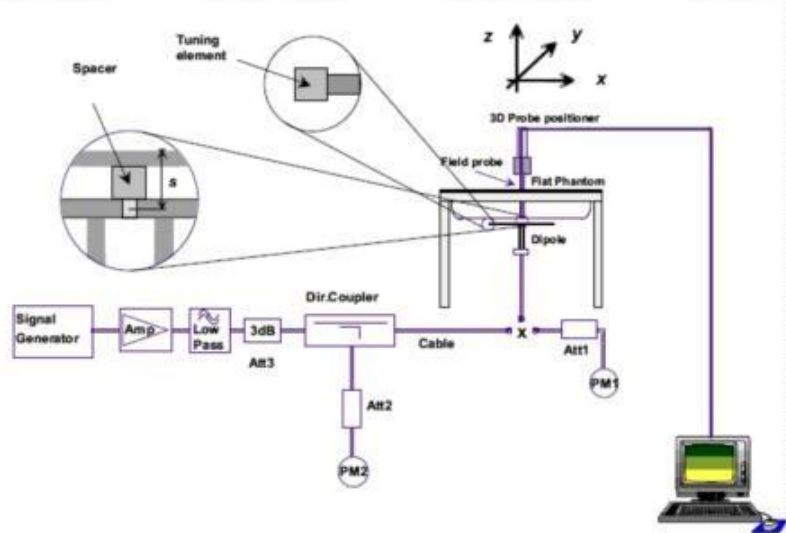 Tuning
element
Spacer
s
z
y
x
3D Probe positioner
Field probe
Flat Phantom
Dipole
Dir.Coupler
Signal
Generator
Amp
Low
Pass
3dB
Att3
Cable
x
Att1
PM1
Att2
PM2